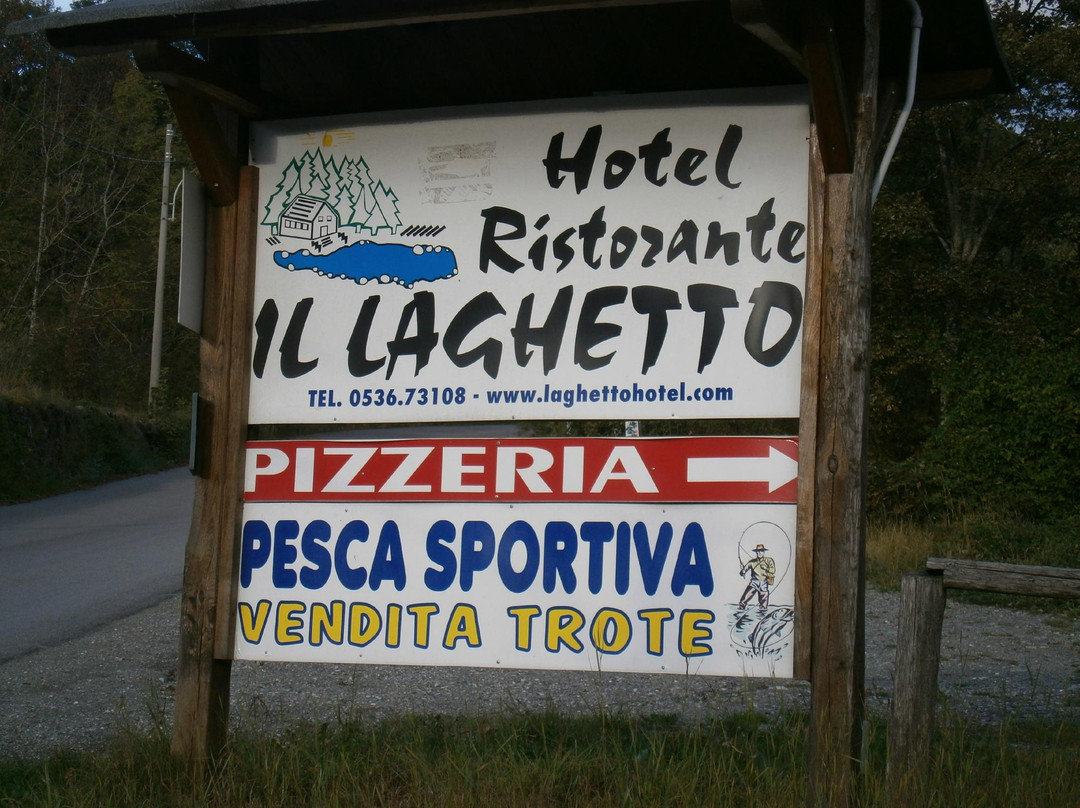 Hotel
Ristorante
IL LAGHETTO
TEL. 0536.73108 - www.laghettohotel.com
PIZZERIA
PESCA SPORTIVA
VENDITA TROTE